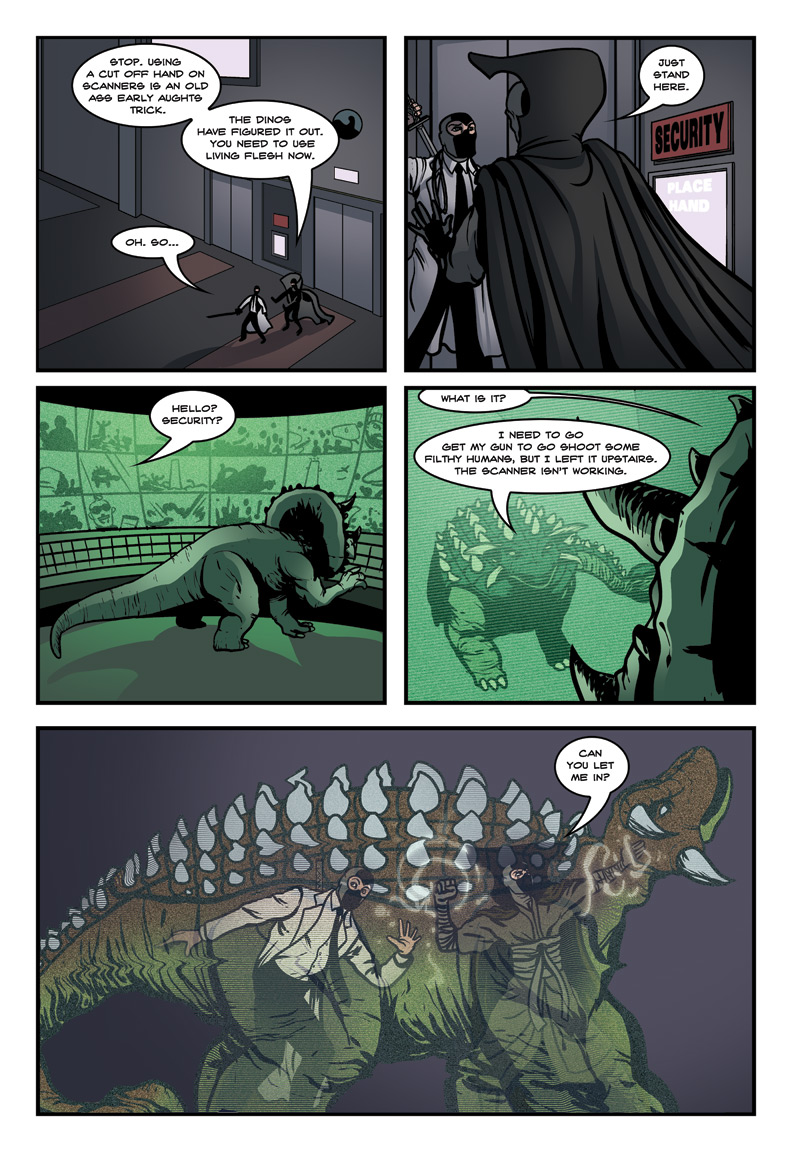 STOP. USING
A CUT OFF HAND ON
SCANNERS IS AN OLD
ASS EARLY AUGHTS
TRICK.
THE DINOS
HAVE FIGURED IT OUT.
YOU NEED TO USE
LIVING FLESH NOW.
OH. SO...
JUST
STAND
HERE.
SECURITY
PLACE
HAND
HELLO?
SECURITY?
WHAT IS IT?
I NEED TO GO
GET MY GUN TO GO SHOOT SOME
FILTHY HUMANS, BUT I LEFT IT UPSTAIRS.
THE SCANNER ISN'T WORKING.
CAN
YOU LET
ME IN?